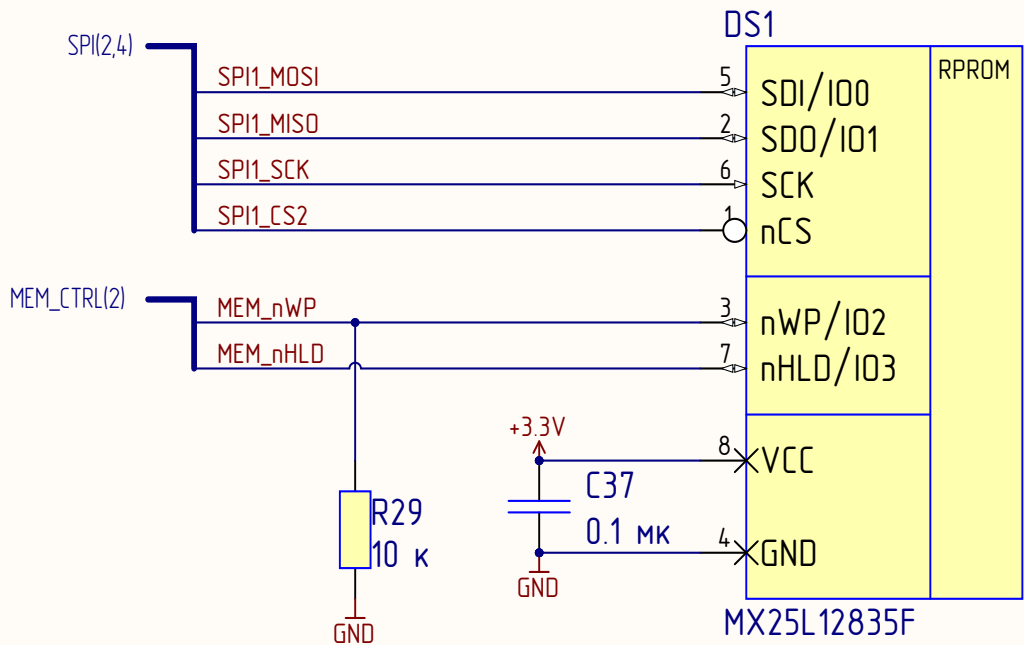 DS1
SPI(2,4)
SPI1_MOSI
5
SDI/IO0
RPROM
SPI1_MISO
2
SDO/IO1
SPI1_SCK
6
SCK
SPI1_CS2
1
nCS
MEM_CTRL(2)
MEM_nWP
3
nWP/IO2
MEM_nHLD
7
nHLD/IO3
+3.3V
8
VCC
C37
0.1 мк
R29
10 к
4
GND
GND
GND
MX25L12835F